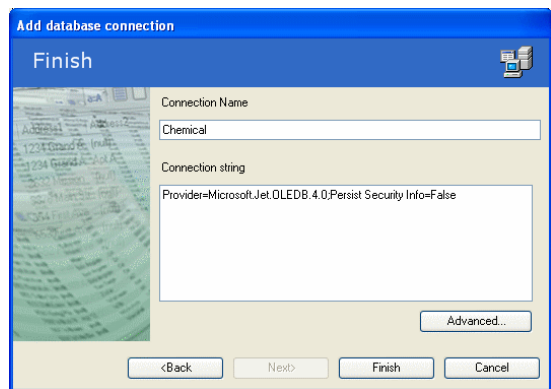 Add database connection
Finish
Connection Name
Chemical
Connection string
Provider=Microsoft.Jet.OLEDB.4.0;Persist Security Info=False
Advanced...
<Back Next> Finish Cancel